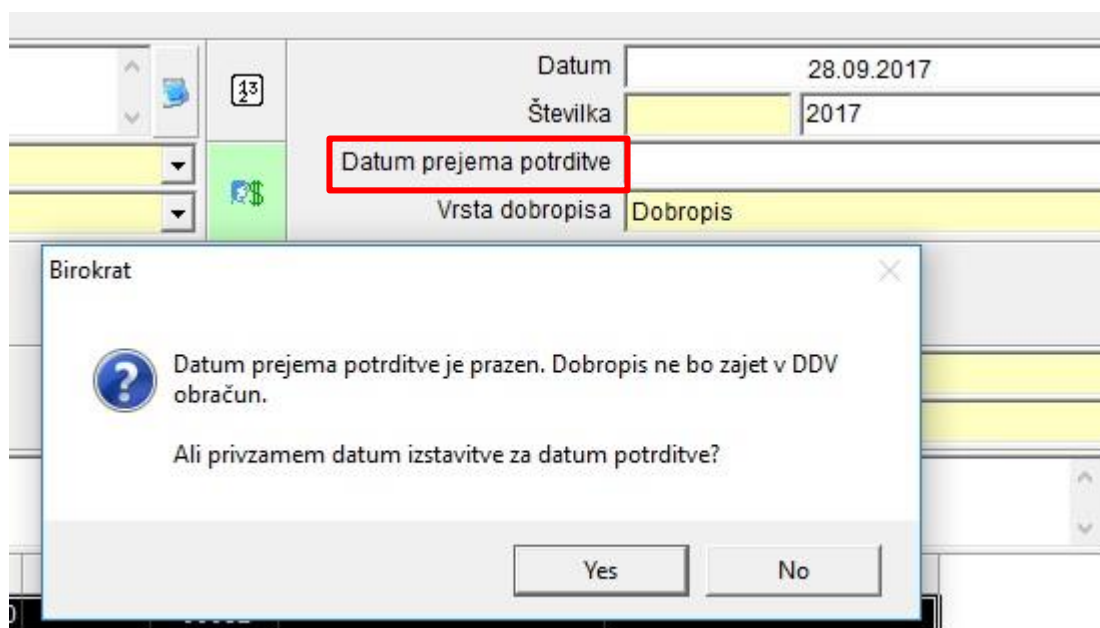 Datum 28.09.2017
Številka 2017
Datum prejema potrditve
Vrsta dobropisa Dobropis
Birokrat
Datum prejema potrditve je prazen. Dobropis ne bo zajet v DDV
obračun.
Ali privzamem datum izstavitve za datum potrditve?
Yes No